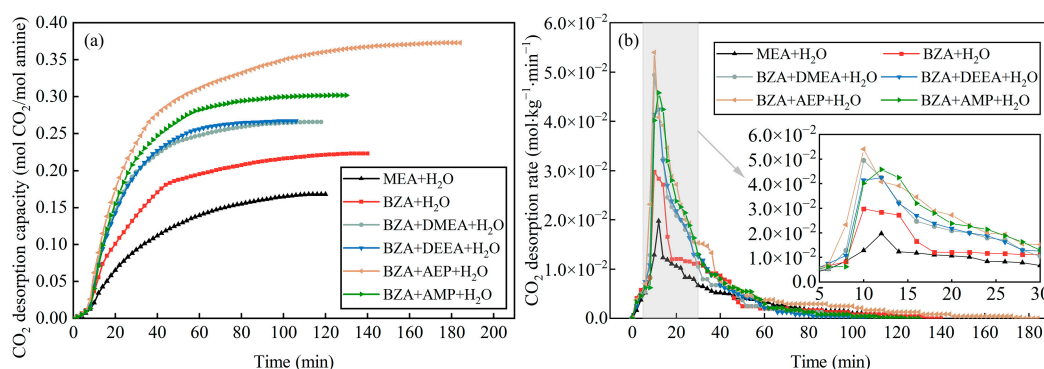 (a)
CO₂ desorption capacity (mol CO₂/mol amine)
0.40
0.35
0.30
0.25
0.20
0.15
0.10
0.05
0.00
0 20 40 60 80 100 120 140 160 180 200
Time (min)
MEA+H₂O
BZA+H₂O
BZA+DMEA+H₂O
BZA+DEEA+H₂O
BZA+AEP+H₂O
BZA+AMP+H₂O
(b)
CO₂ desorption rate (mol·kg⁻¹·min⁻¹)
6.0×10⁻²
5.0×10⁻²
4.0×10⁻²
3.0×10⁻²
2.0×10⁻²
1.0×10⁻²
0.0
0 20 40 60 80 100 120 140 160 180
Time (min)
MEA+H₂O BZA+H₂O
BZA+DMEA+H₂O BZA+DEEA+H₂O
BZA+AEP+H₂O BZA+AMP+H₂O
6.0×10⁻²
5.0×10⁻²
4.0×10⁻²
3.0×10⁻²
2.0×10⁻²
1.0×10⁻²
0.0
5 10 15 20 25 30